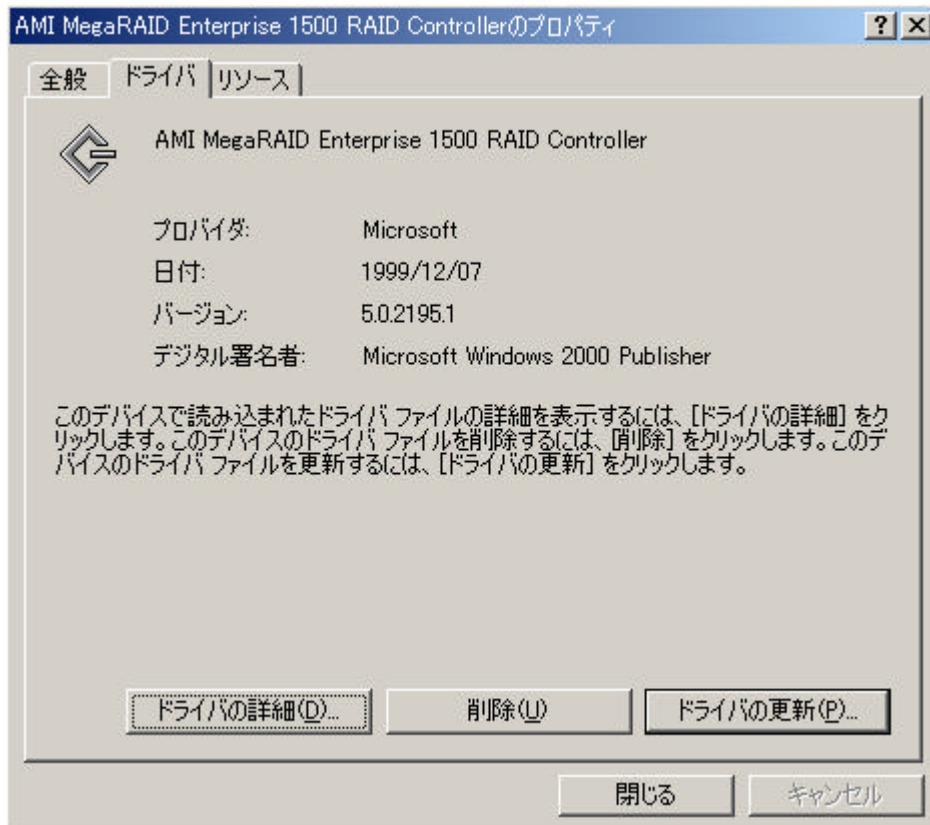 AMI MegaRAID Enterprise 1500 RAID Controllerのプロパティ
全般 ドライバ リソース
AMI MegaRAID Enterprise 1500 RAID Controller
プロバイダ: Microsoft
日付: 1999/12/07
バージョン: 5.0.2195.1
デジタル署名者: Microsoft Windows 2000 Publisher
このデバイスで読み込まれたドライバ ファイルの詳細を表示するには、[ドライバの詳細] をク
リックします。このデバイスのドライバ ファイルを削除するには、[削除] をクリックします。このデ
バイスのドライバ ファイルを更新するには、[ドライバの更新] をクリックします。
ドライバの詳細(D)... 削除(U) ドライバの更新(P)...
閉じる キャンセル